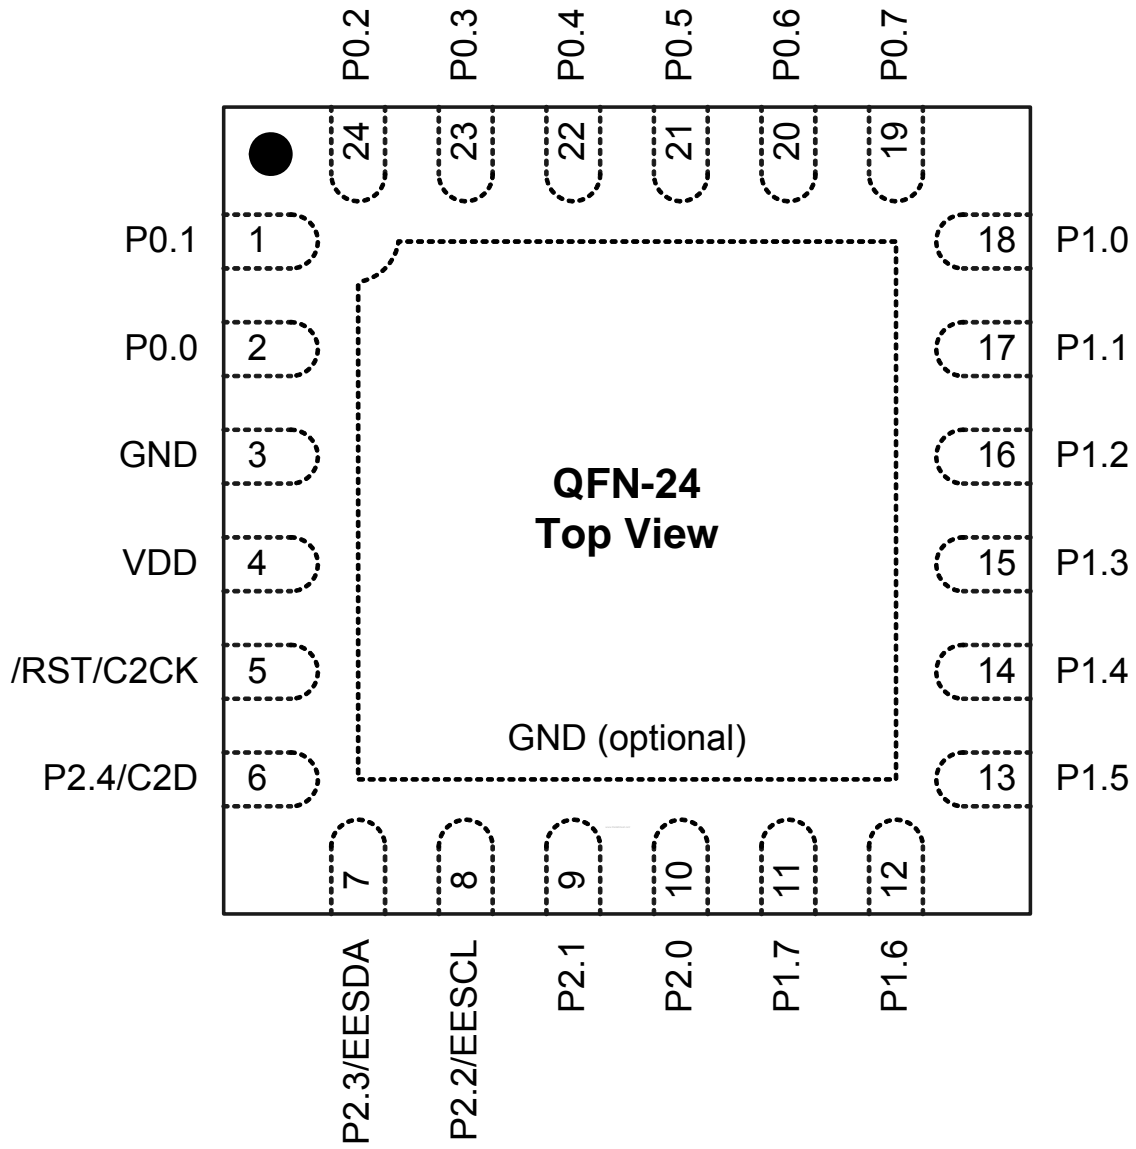 P0.2 P0.3 P0.4 P0.5 P0.6 P0.7
24 23 22 21 20 19
P0.1 1 18 P1.0
P0.0 2 17 P1.1
GND 3 16 P1.2
QFN-24
Top View
VDD 4 15 P1.3
/RST/C2CK 5 14 P1.4
GND (optional)
P2.4/C2D 6 13 P1.5
7 8 9 10 11 12
P2.3/EESDA P2.2/EESCL P2.1 P2.0 P1.7 P1.6